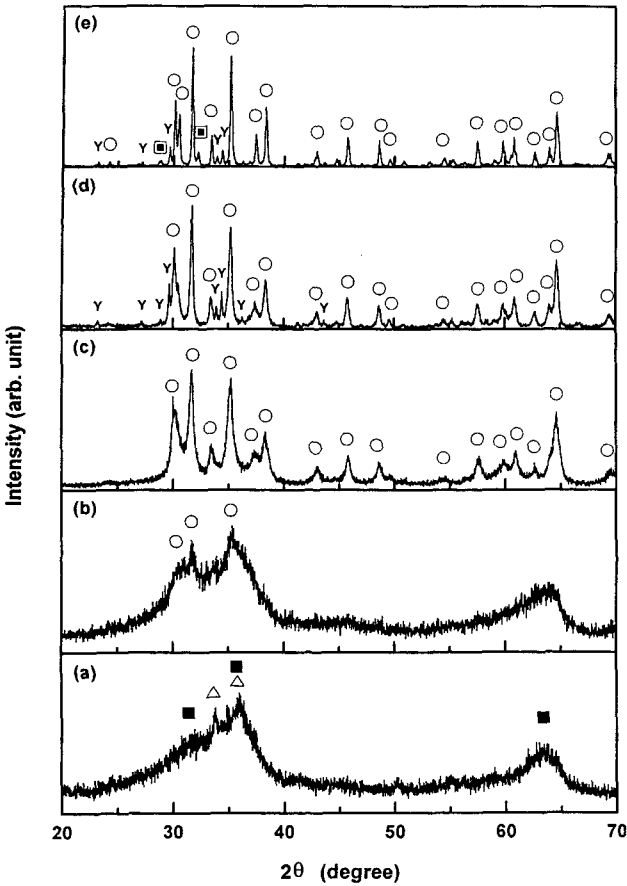 (e)
Y
Y
Y
Y
Y
(d)
Y
Y
Y
Y
Y
Y
Y
Y
(c)
(b)
(a)
Intensity (arb. unit)
20 30 40 50 60 70
2θ (degree)